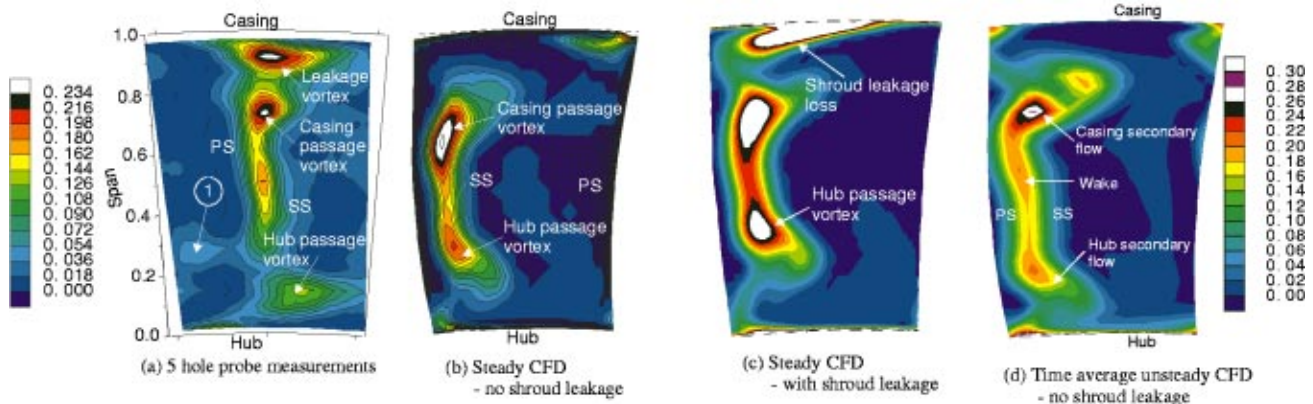 Casing
1.0
0.8
0.6
0.4
0.2
0.0
Span
0. 234
0. 216
0. 198
0. 180
0. 162
0. 144
0. 126
0. 108
0. 090
0. 072
0. 054
0. 036
0. 018
0. 000
Leakage
vortex
Casing
passage
vortex
PS
SS
1
Hub passage
vortex
Hub
(a) 5 hole probe measurements
Casing passage
vortex
SS
PS
Hub passage
vortex
(b) Steady CFD
- no shroud leakage
Casing
Shroud leakage
loss
Hub passage
vortex
(c) Steady CFD
- with shroud leakage
Casing
Casing secondary
flow
Wake
PS
SS
Hub secondary
flow
Hub
(d) Time average unsteady CFD
- no shroud leakage
0. 30
0. 28
0. 26
0. 24
0. 22
0. 20
0. 18
0. 16
0. 14
0. 12
0. 10
0. 08
0. 06
0. 04
0. 02
0. 00